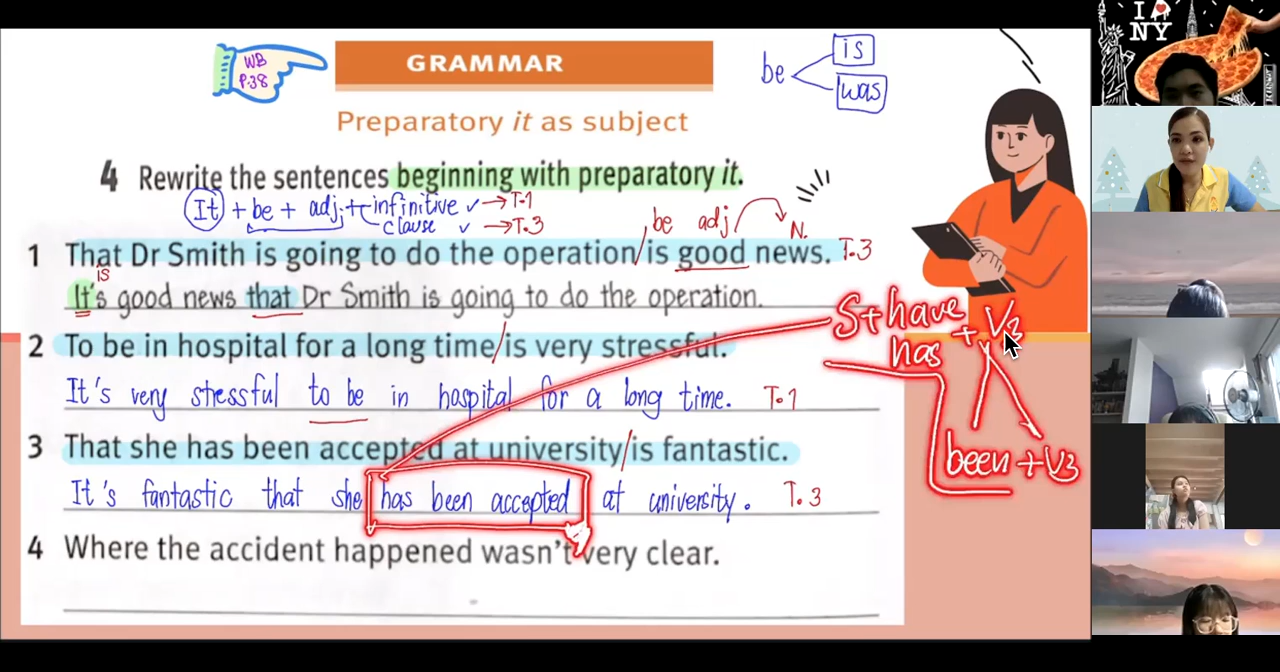 I NY
WB
P.38
GRAMMAR
be
is
was
Preparatory it as subject
4 Rewrite the sentences beginning with preparatory it.
It + be + adj + infinitive ✓ → T.1
clause ✓ → T.3
be adj N.
1 That Dr Smith is going to do the operation/is good news. T.3
is
It's good news that Dr Smith is going to do the operation.
S + have + V3
has
2 To be in hospital for a long time/is very stressful.
It's very stressful to be in hospital for a long time. T.1
3 That she has been accepted at university/is fantastic.
been + V3
It's fantastic that she has been accepted at university. T.3
4 Where the accident happened wasn't very clear.